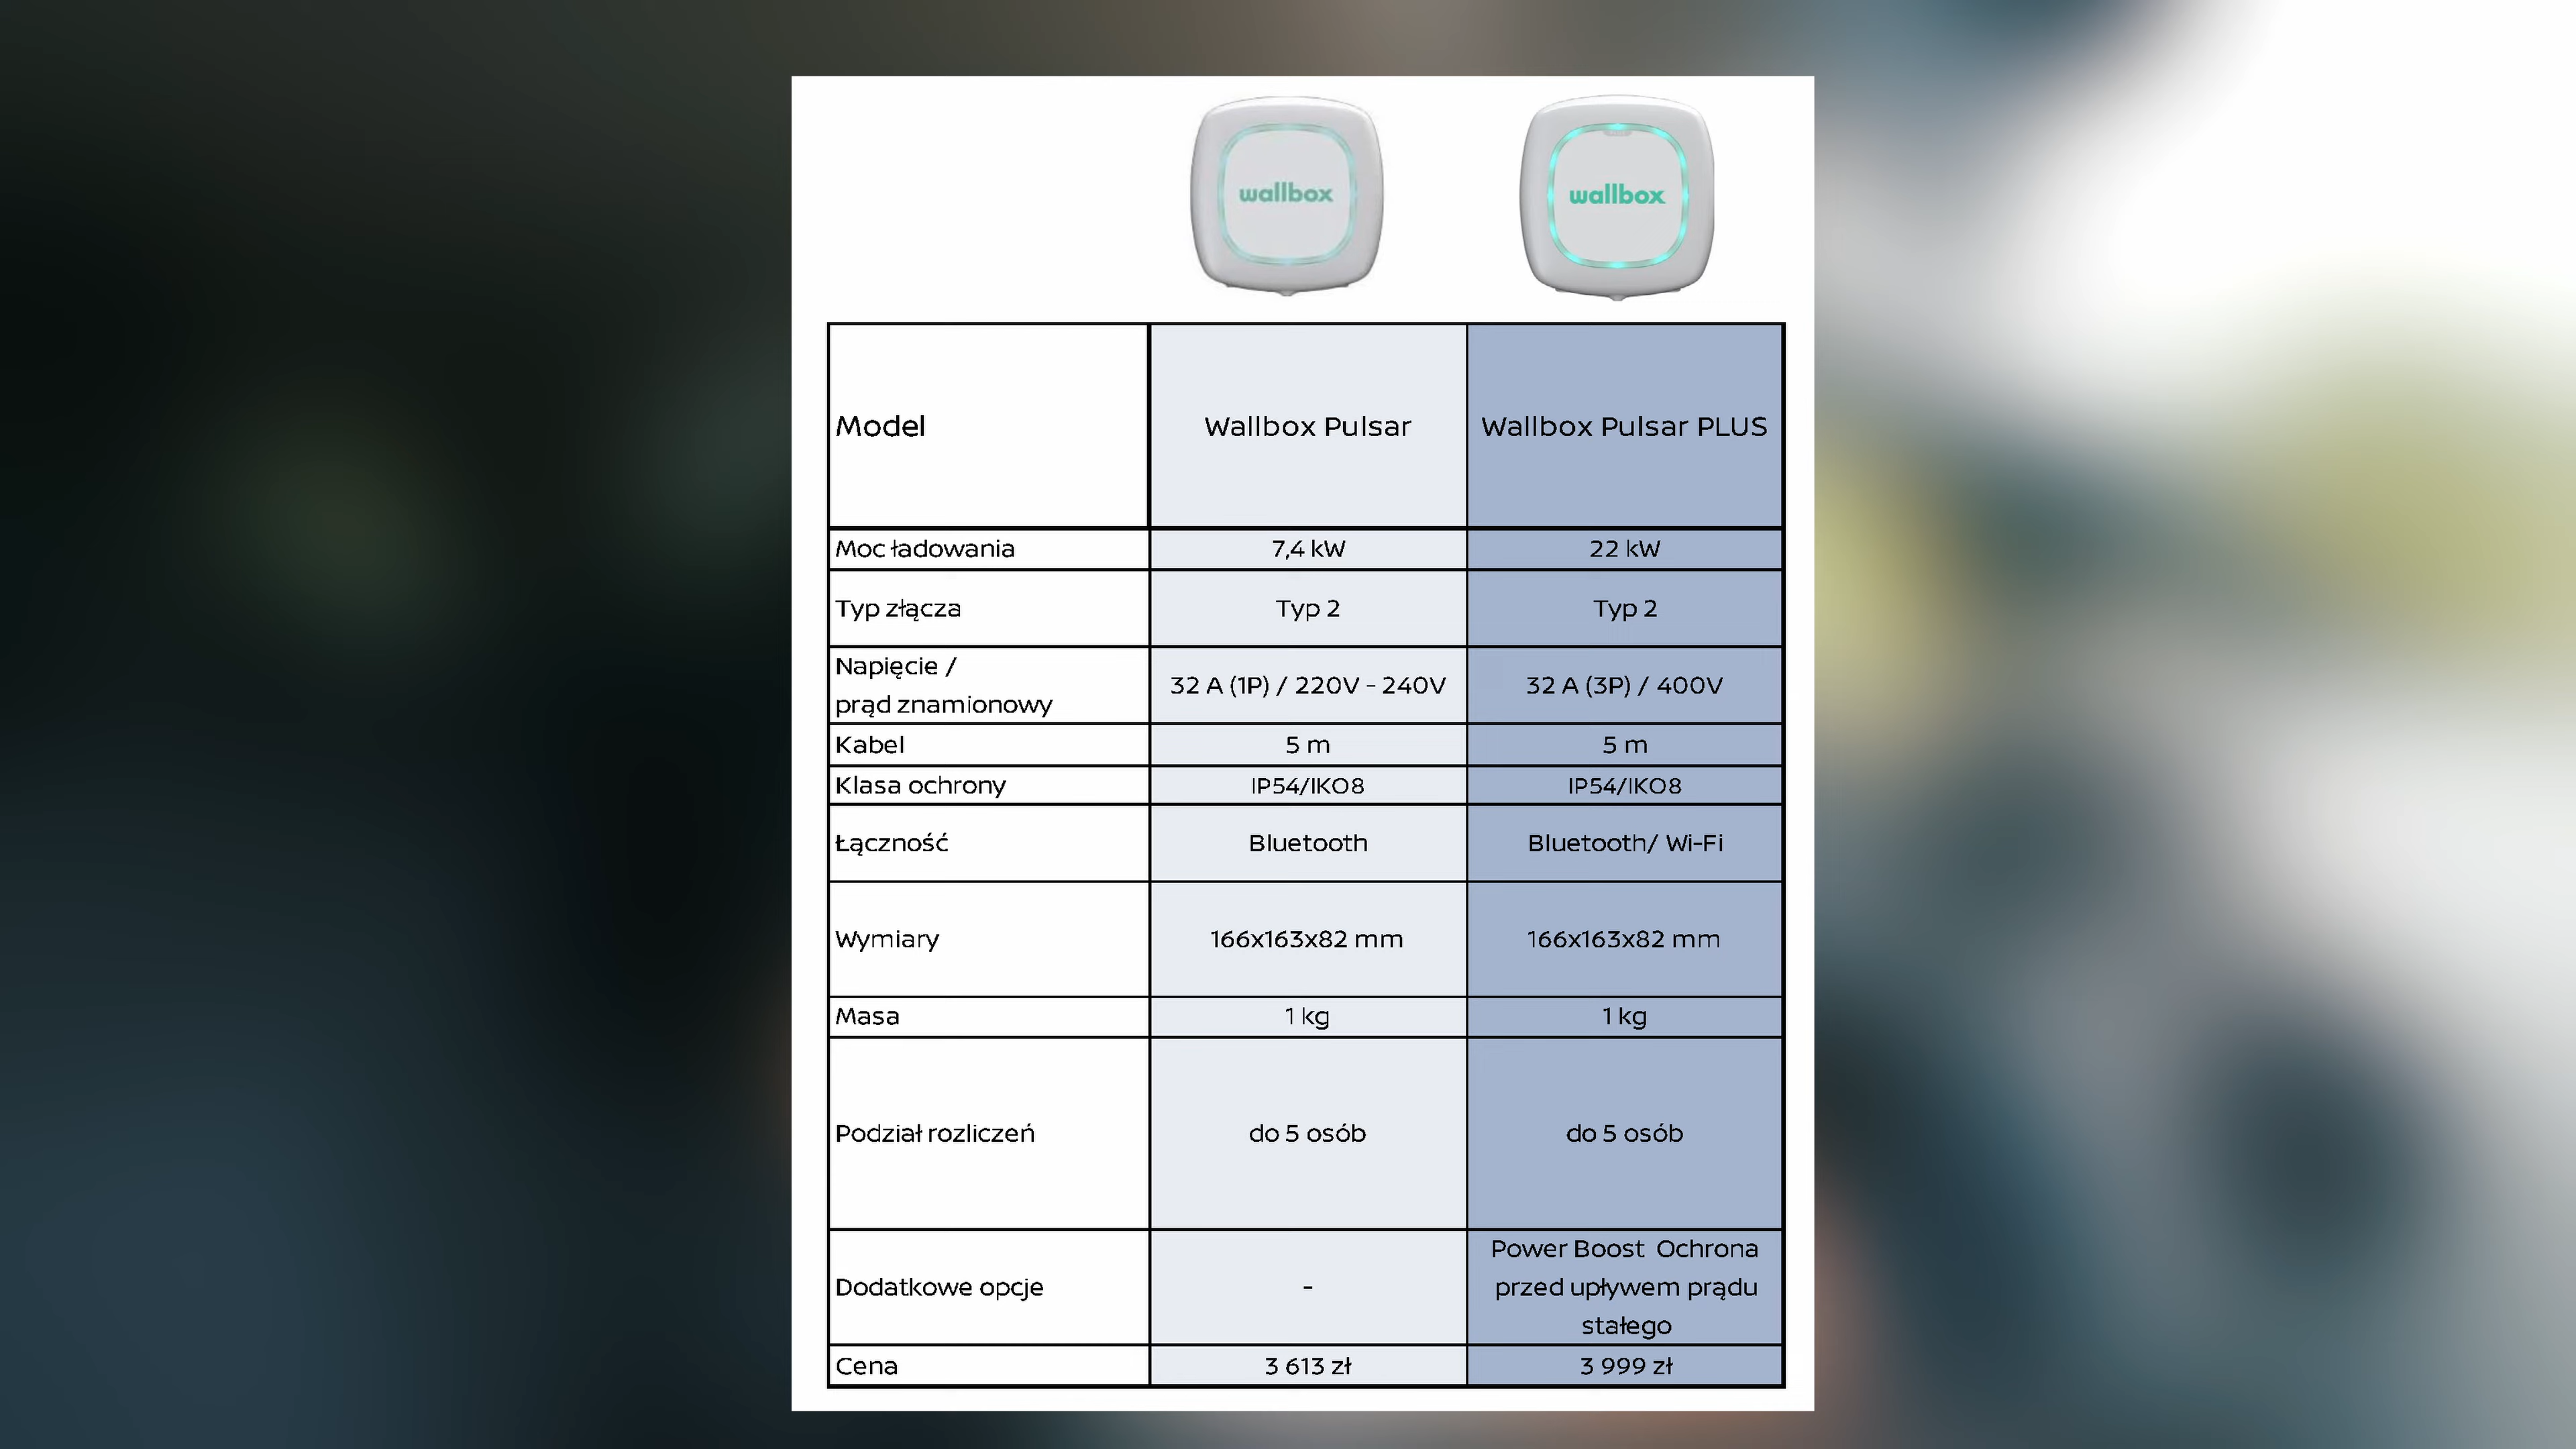 wallbox
wallbox
Model
Wallbox Pulsar
Wallbox Pulsar PLUS
Moc ładowania
7,4 kW
22 kW
Typ złącza
Typ 2
Typ 2
Napięcie /
prąd znamionowy
32 A (1P) / 220V - 240V
32 A (3P) / 400V
Kabel
5 m
5 m
Klasa ochrony
IP54/IKO8
IP54/IKO8
Łączność
Bluetooth
Bluetooth/ Wi-Fi
Wymiary
166x163x82 mm
166x163x82 mm
Masa
1 kg
1 kg
Podział rozliczeń
do 5 osób
do 5 osób
Dodatkowe opcje
-
Power Boost Ochrona
przed upływem prądu
stałego
Cena
3 613 zł
3 999 zł